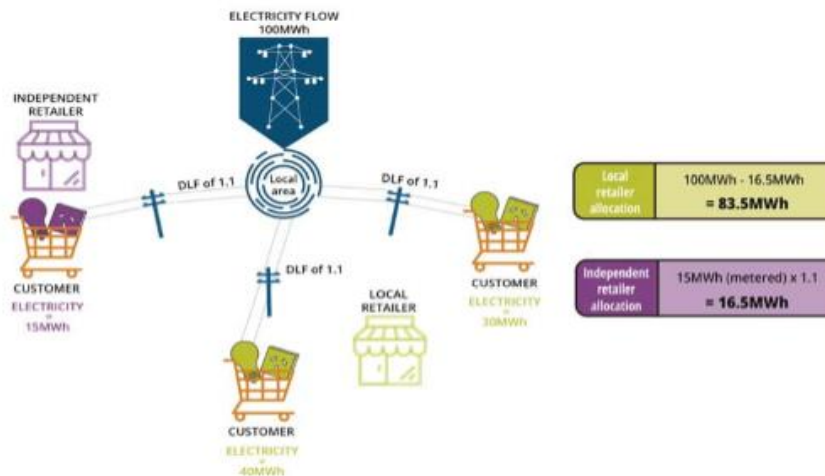 ELECTRICITY FLOW
100MWh
INDEPENDENT
RETAILER
DLF of 1.1
Local
area
DLF of 1.1
DLF of 1.1
CUSTOMER
ELECTRICITY
=
15MWh
LOCAL
RETAILER
CUSTOMER
ELECTRICITY
=
30MWh
CUSTOMER
ELECTRICITY
=
40MWh
Local
retailer
allocation
100MWh - 16.5MWh
= 83.5MWh
Independent
retailer
allocation
15MWh (metered) x 1.1
= 16.5MWh